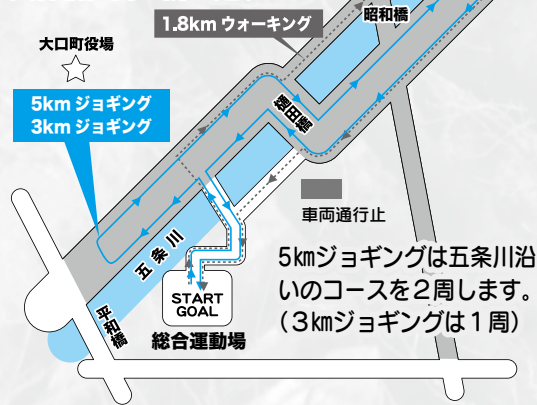 昭和橋
1.8km ウォーキング
大口町役場
5km ジョギング
3km ジョギング
樋田橋
車両通行止
五条川
5kmジョギングは五条川沿
いのコースを2周します。
(3kmジョギングは1周)
START
GOAL
平和橋
総合運動場